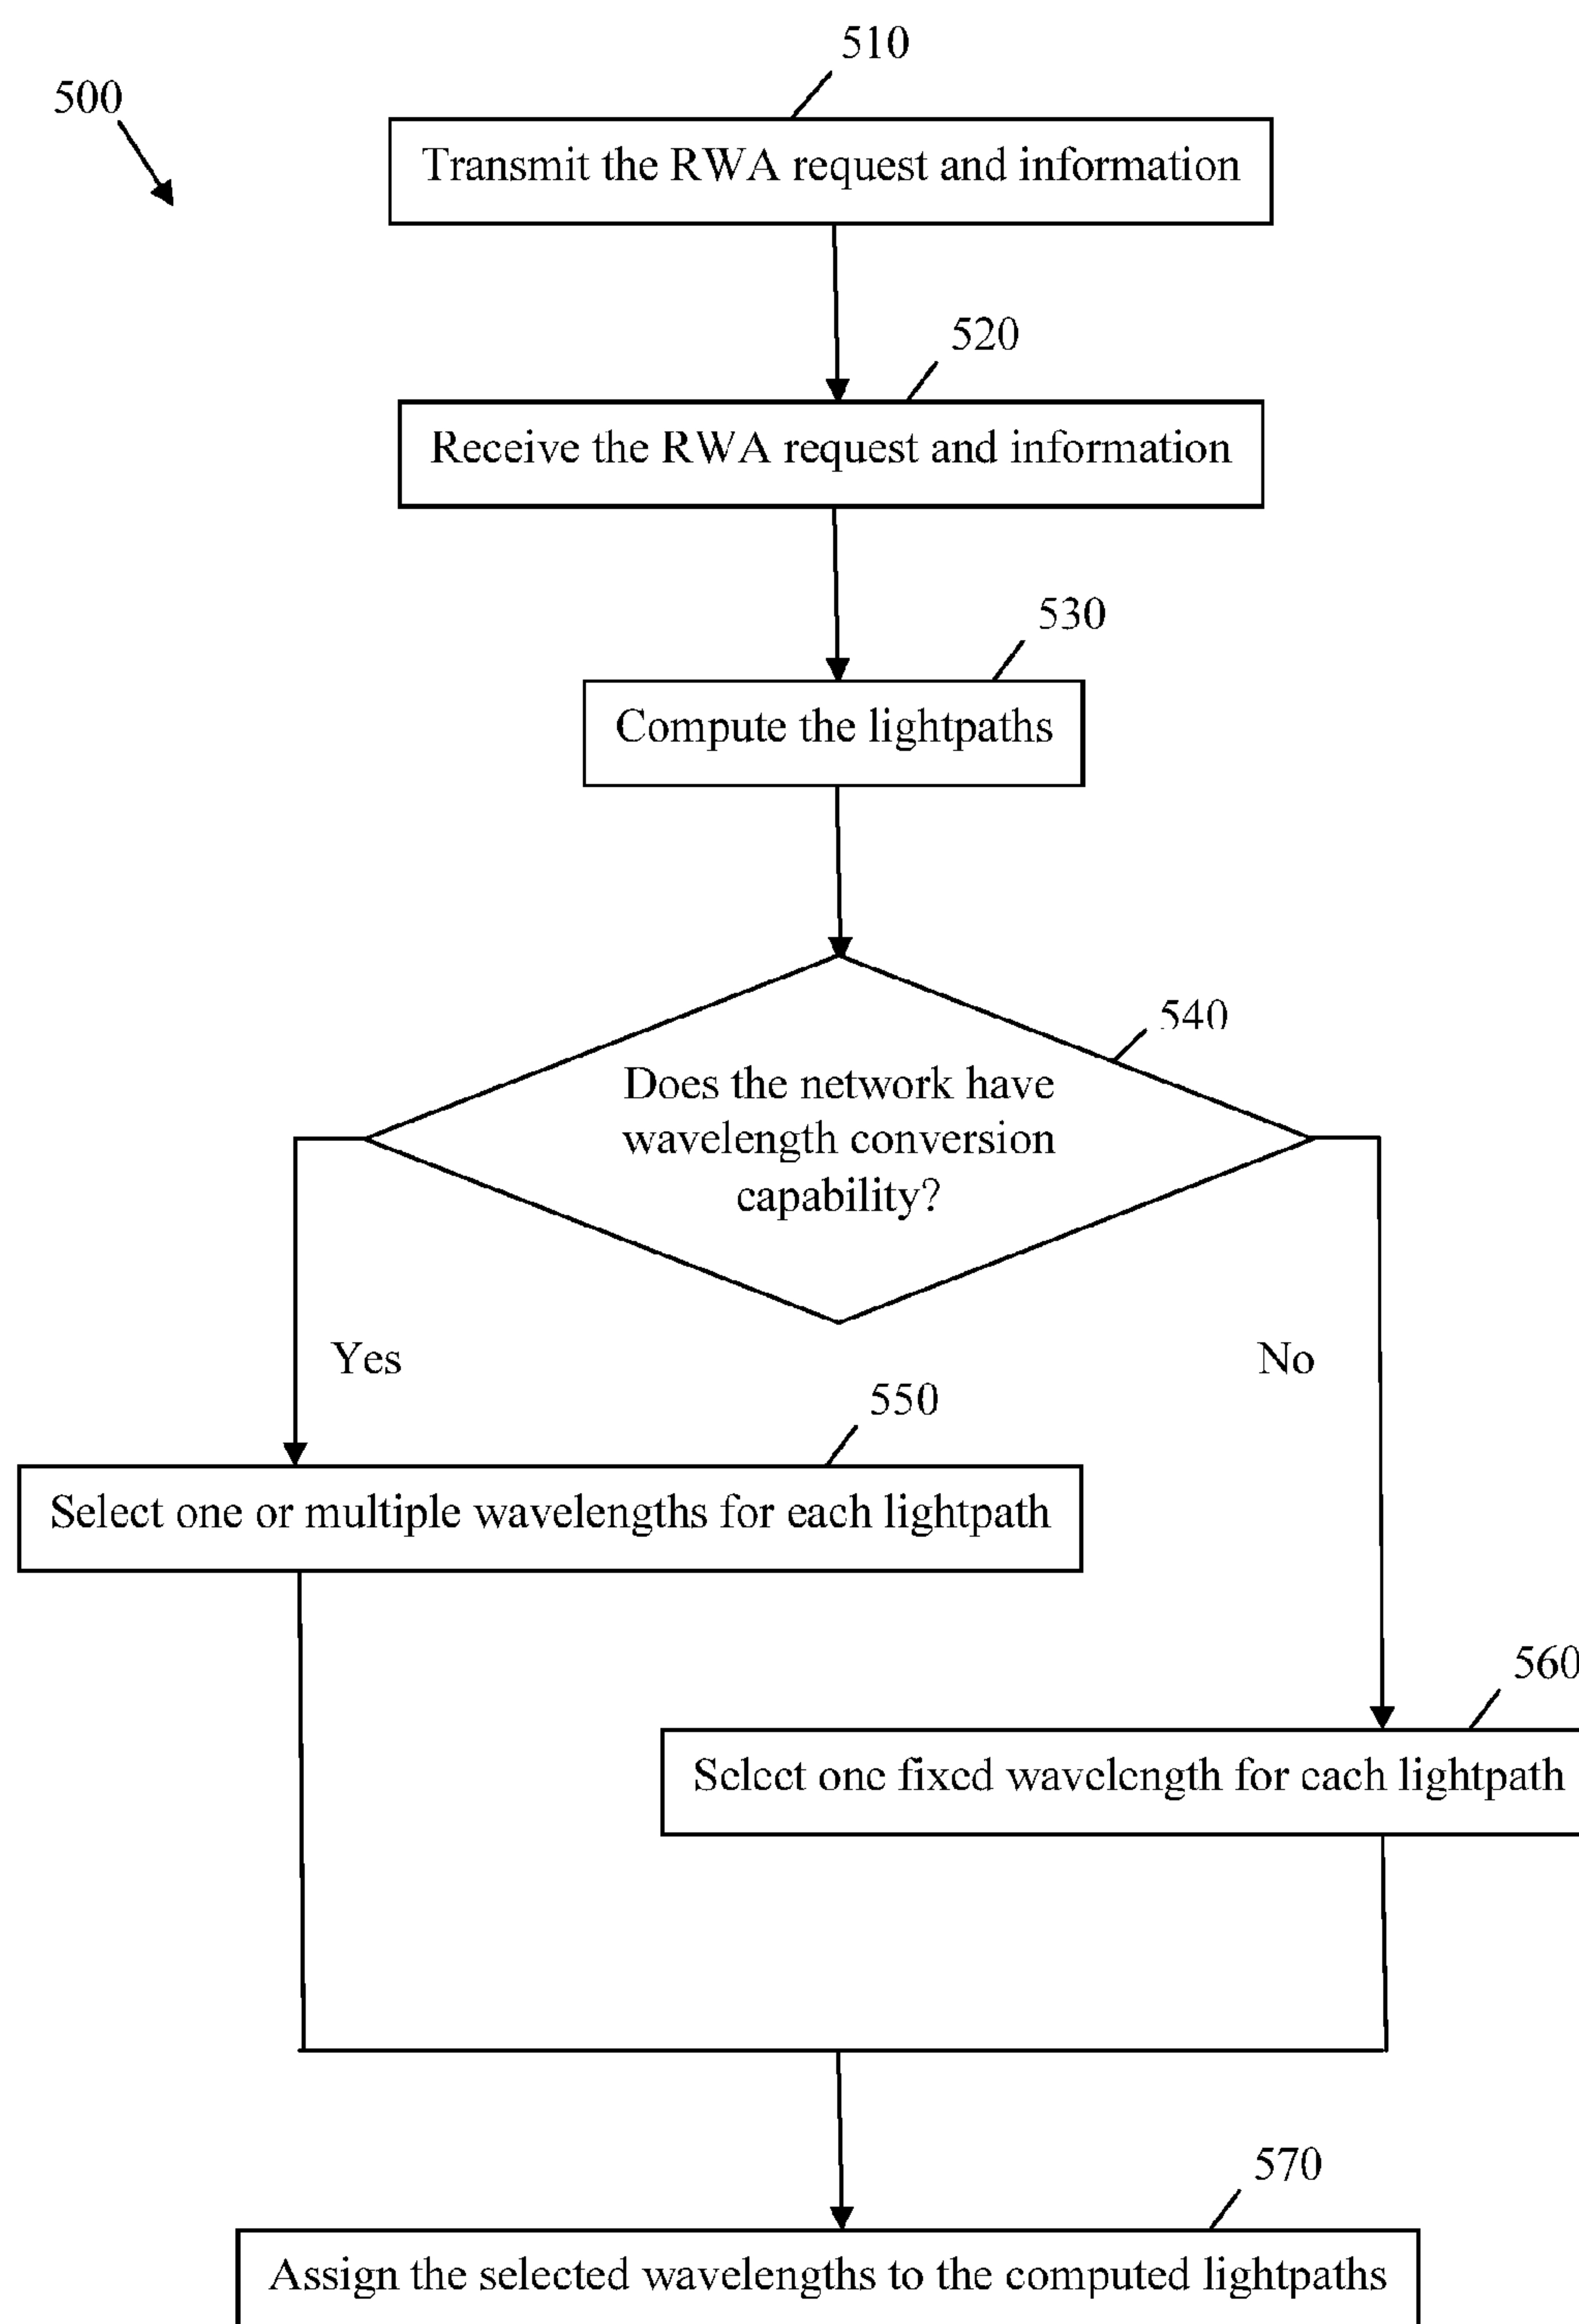 510
500
Transmit the RWA request and information
520
Receive the RWA request and information
530
Compute the lightpaths
540
Does the network have
wavelength conversion
capability?
Yes
No
550
Select one or multiple wavelengths for each lightpath
560
Select one fixed wavelength for each lightpath
570
Assign the selected wavelengths to the computed lightpaths